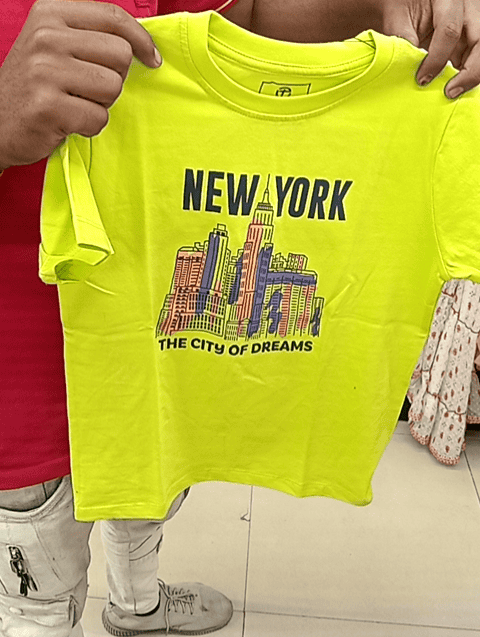 NEW YORK
THE CITY OF DREAMS